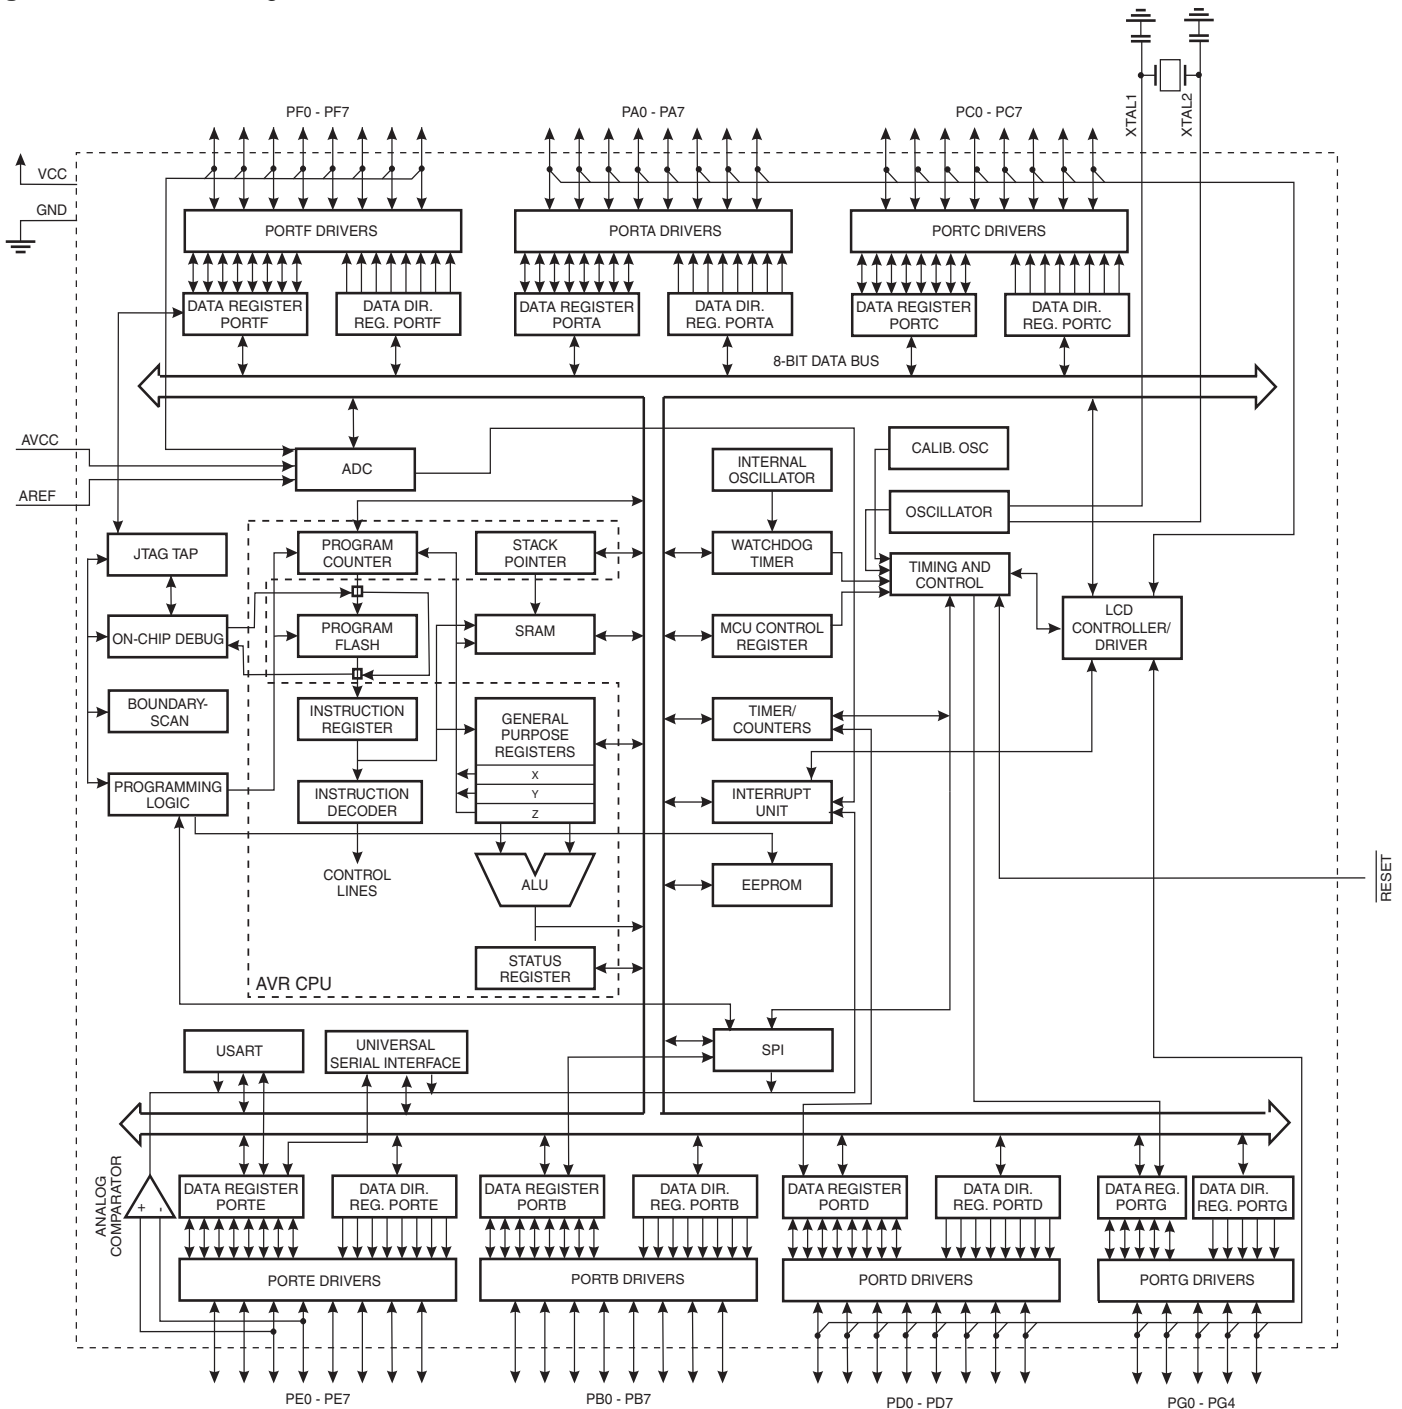 XTAL1
XTAL2
PF0 - PF7
PA0 - PA7
PC0 - PC7
VCC
GND
PORTF DRIVERS
PORTA DRIVERS
PORTC DRIVERS
DATA REGISTER
PORTF
DATA DIR.
REG. PORTF
DATA REGISTER
PORTA
DATA DIR.
REG. PORTA
DATA REGISTER
PORTC
DATA DIR.
REG. PORTC
8-BIT DATA BUS
AVCC
AREF
ADC
INTERNAL
OSCILLATOR
CALIB. OSC
OSCILLATOR
JTAG TAP
PROGRAM
COUNTER
STACK
POINTER
WATCHDOG
TIMER
TIMING AND
CONTROL
ON-CHIP DEBUG
PROGRAM
FLASH
SRAM
MCU CONTROL
REGISTER
LCD
CONTROLLER/
DRIVER
BOUNDARY-
SCAN
INSTRUCTION
REGISTER
GENERAL
PURPOSE
REGISTERS
X
Y
Z
TIMER/
COUNTERS
PROGRAMMING
LOGIC
INSTRUCTION
DECODER
INTERRUPT
UNIT
CONTROL
LINES
ALU
EEPROM
RESET
STATUS
REGISTER
AVR CPU
USART
UNIVERSAL
SERIAL INTERFACE
SPI
ANALOG
COMPARATOR
+
-
DATA REGISTER
PORTE
DATA DIR.
REG. PORTE
DATA REGISTER
PORTB
DATA DIR.
REG. PORTB
DATA REGISTER
PORTD
DATA DIR.
REG. PORTD
DATA REG.
PORTG
DATA DIR.
REG. PORTG
PORTE DRIVERS
PORTB DRIVERS
PORTD DRIVERS
PORTG DRIVERS
PE0 - PE7
PB0 - PB7
PD0 - PD7
PG0 - PG4